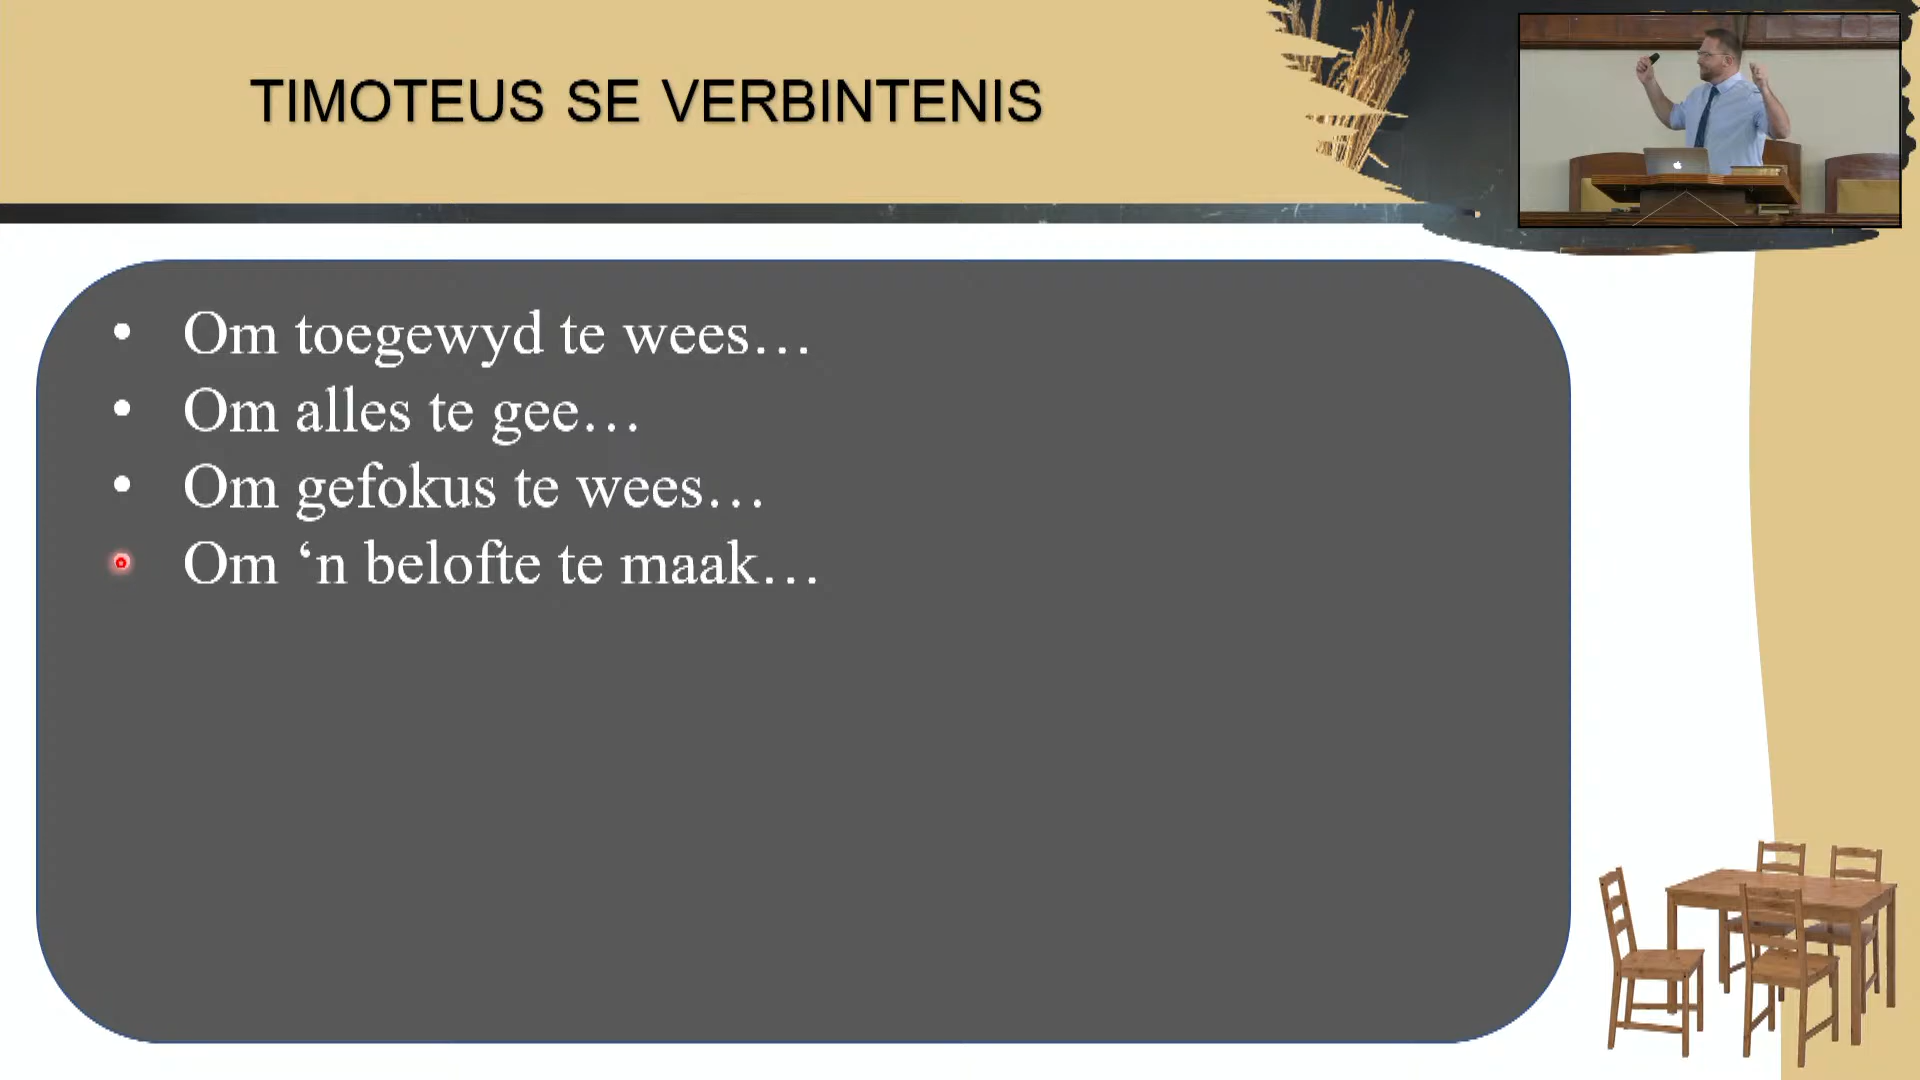 TIMOTEUS SE VERBINTENIS
• Om toegewyd te wees…
• Om alles te gee…
• Om gefokus te wees…
• Om ‘n belofte te maak…